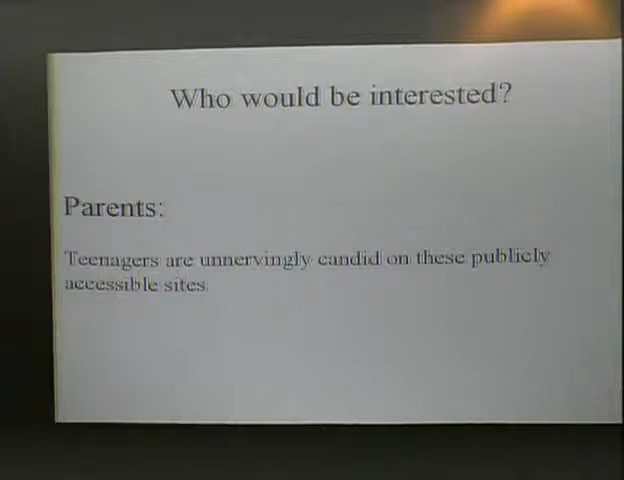 Who would be interested?
Parents:
Teenagers are unnervingly candid on these publicly
accessible sites.